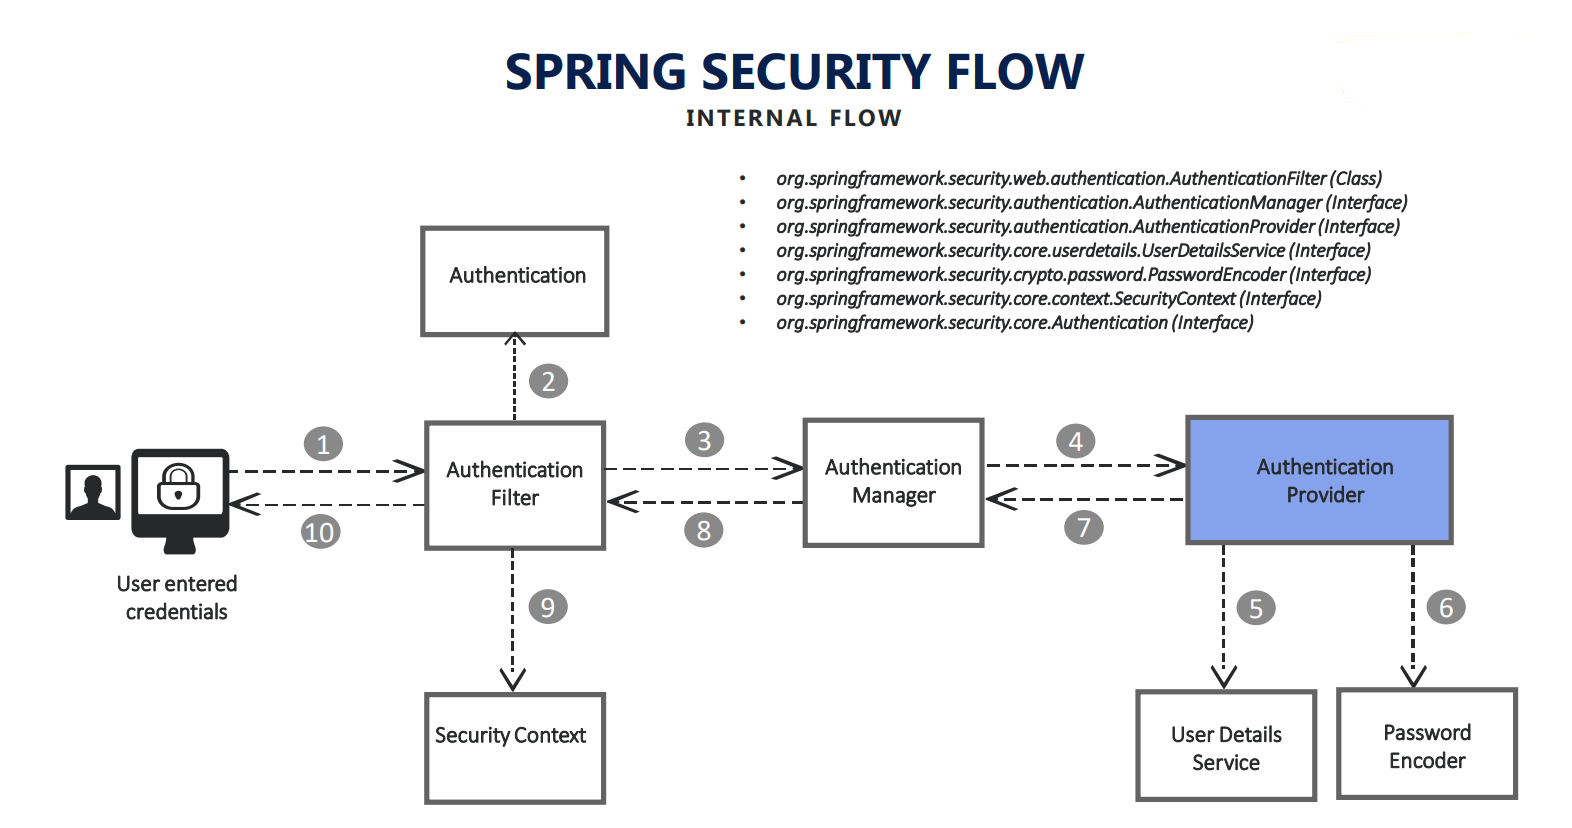 SPRING SECURITY FLOW
INTERNAL FLOW
• org.springframework.security.web.authentication.AuthenticationFilter (Class)
• org.springframework.security.authentication.AuthenticationManager (Interface)
• org.springframework.security.authentication.AuthenticationProvider (Interface)
• org.springframework.security.core.userdetails.UserDetailsService (Interface)
• org.springframework.security.crypto.password.PasswordEncoder (Interface)
• org.springframework.security.core.context.SecurityContext (Interface)
• org.springframework.security.core.Authentication (Interface)
Authentication
2
1
3
4
Authentication
Filter
Authentication
Manager
Authentication
Provider
10
8
7
User entered
credentials
9
5
6
Security Context
User Details
Service
Password
Encoder